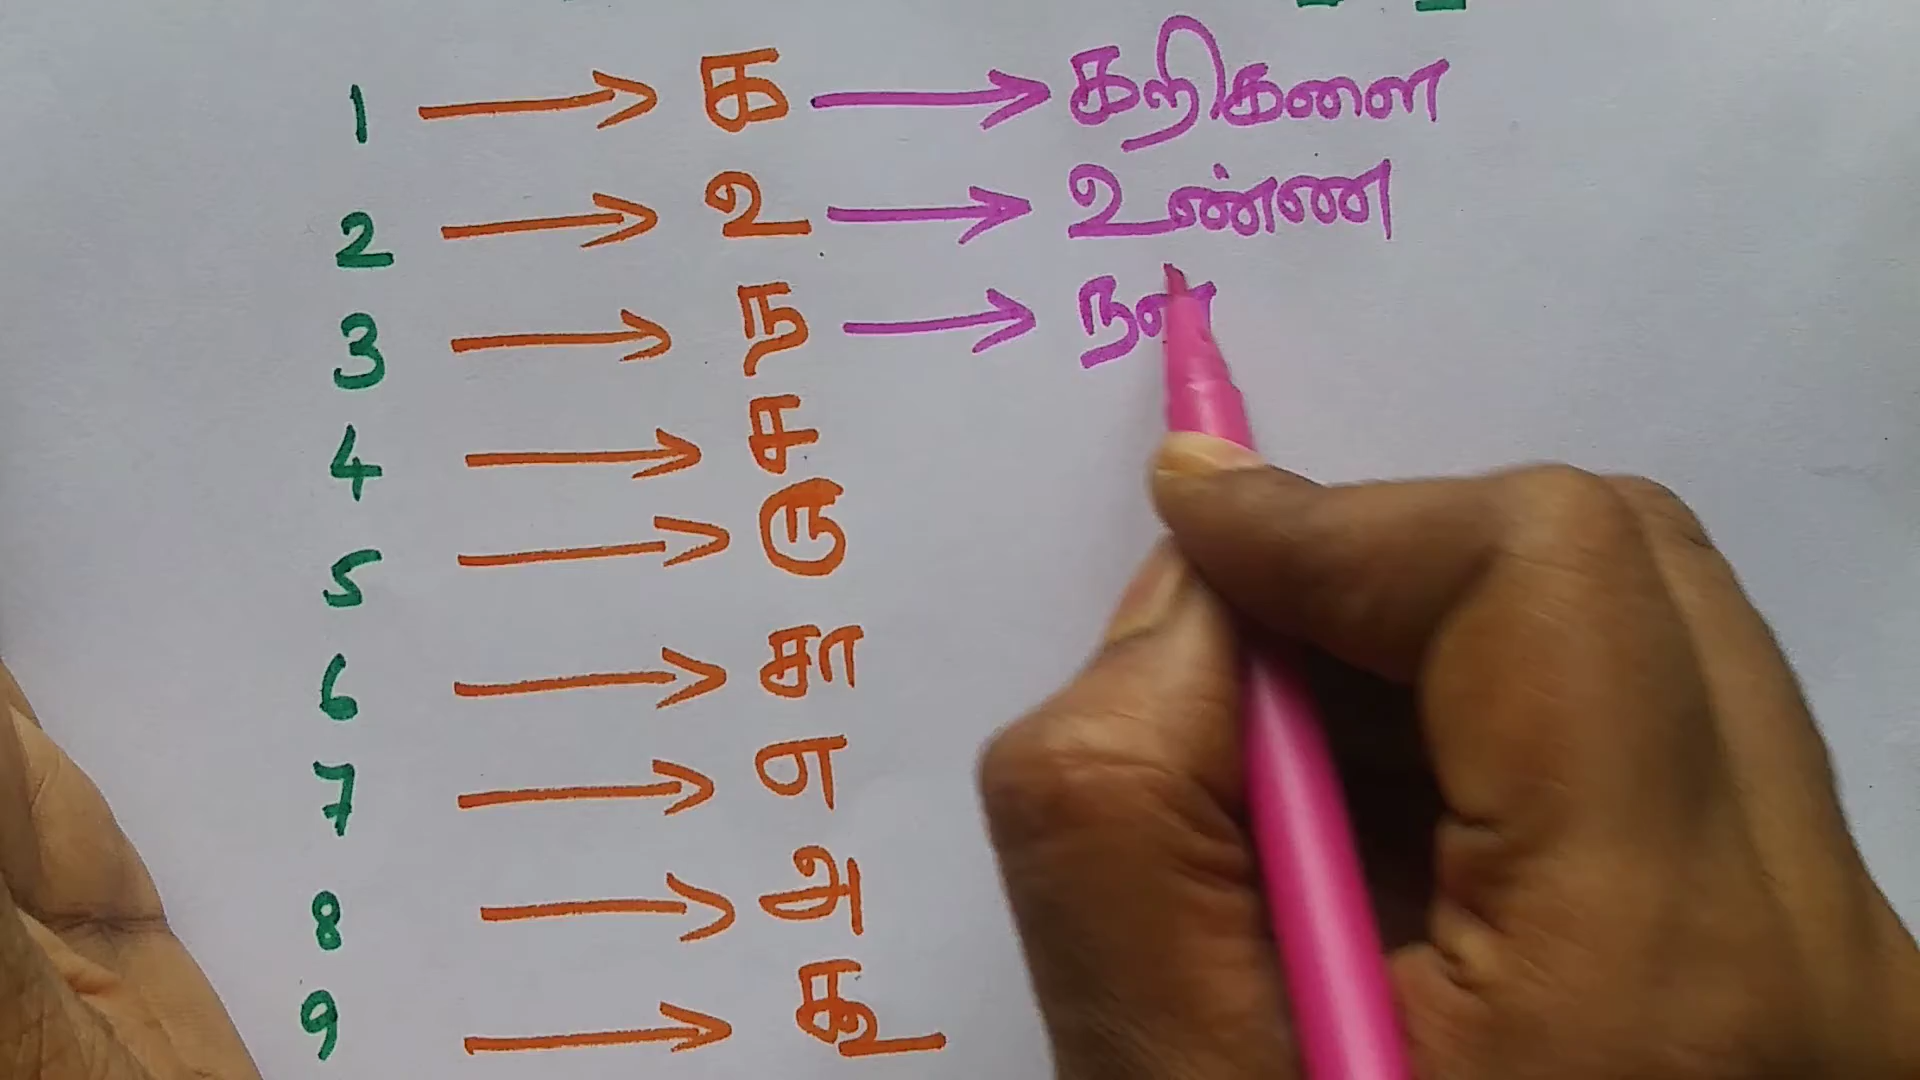 1 → க → கறிகளை
2 → உ → உண்ண
3 → ந →
4 → ச
5 → ரு
6 → சா
7 → எ
8 → அ
9 → கூ